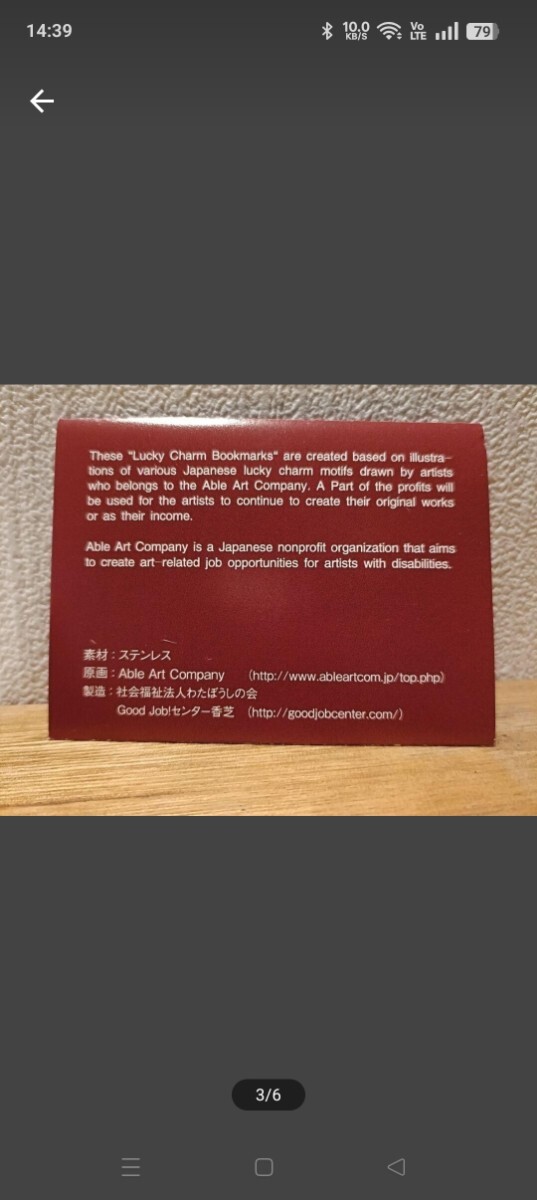 14:39
10.0 KB/S
Vo LTE
79
These "Lucky Charm Bookmarks" are created based on illustra-
tions of various Japanese lucky charm motifs drawn by artists
who belongs to the Able Art Company. A Part of the profits will
be used for the artists to continue to create their original works
or as their income.
Able Art Company is a Japanese nonprofit organization that aims
to create art-related job opportunities for artists with disabilities.
素材：ステンレス
原画：Able Art Company （http://www.ableartcom.jp/top.php）
製造：社会福祉法人わたぼうしの会
Good Job!センター香芝 （http://goodjobcenter.com/）
3/6